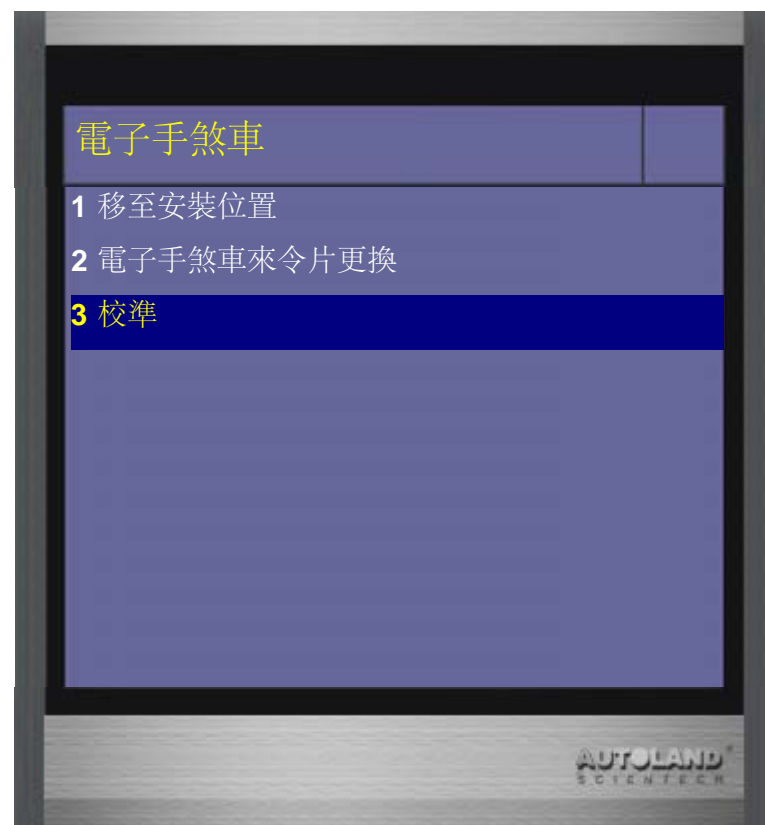 電子手煞車
1 移至安裝位置
2 電子手煞車來令片更換
3 校準
AUTOLAND
SCIENTECH